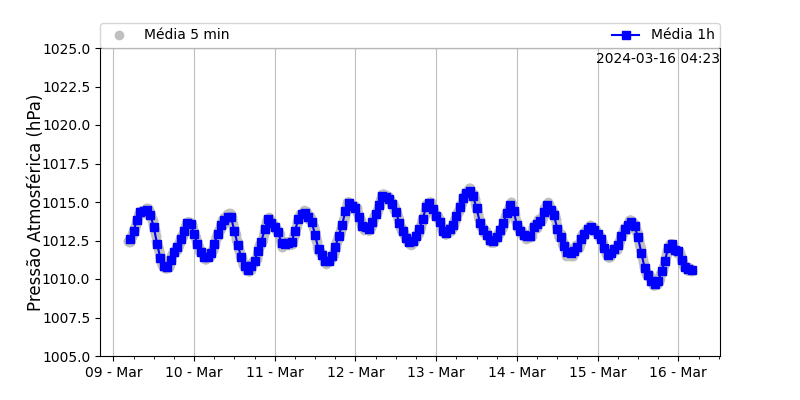 Média 5 min
Média 1h
2024-03-16 04:23
Pressão Atmosférica (hPa)
1025.0
1022.5
1020.0
1017.5
1015.0
1012.5
1010.0
1007.5
1005.0
09 - Mar
10 - Mar
11 - Mar
12 - Mar
13 - Mar
14 - Mar
15 - Mar
16 - Mar